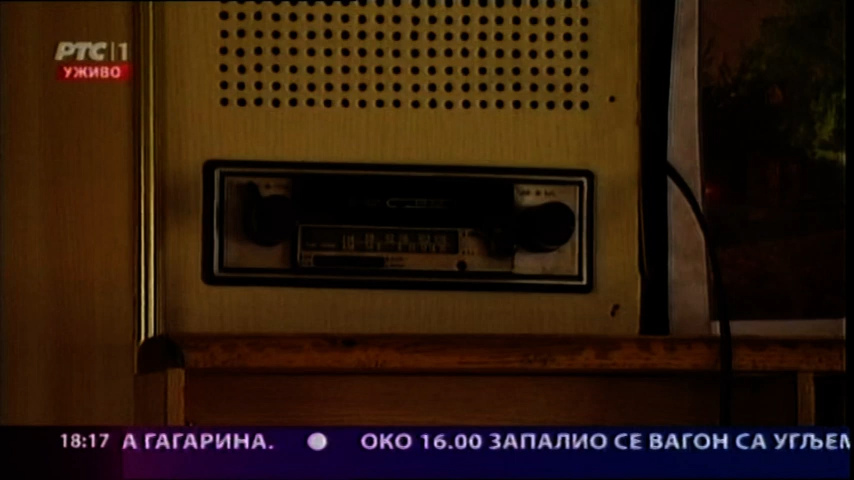 РТС|1
УЖИВО
18:17 А ГАГАРИНА. ОКО 16.00 ЗАПАЛИО СЕ ВАГОН СА УГЉЕМ